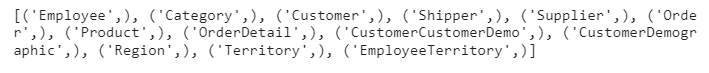 [('Employee',), ('Category',), ('Customer',), ('Shipper',), ('Supplier',), ('Orde
r',), ('Product',), ('OrderDetail',), ('CustomerCustomerDemo',), ('CustomerDemogr
aphic',), ('Region',), ('Territory',), ('EmployeeTerritory',)]